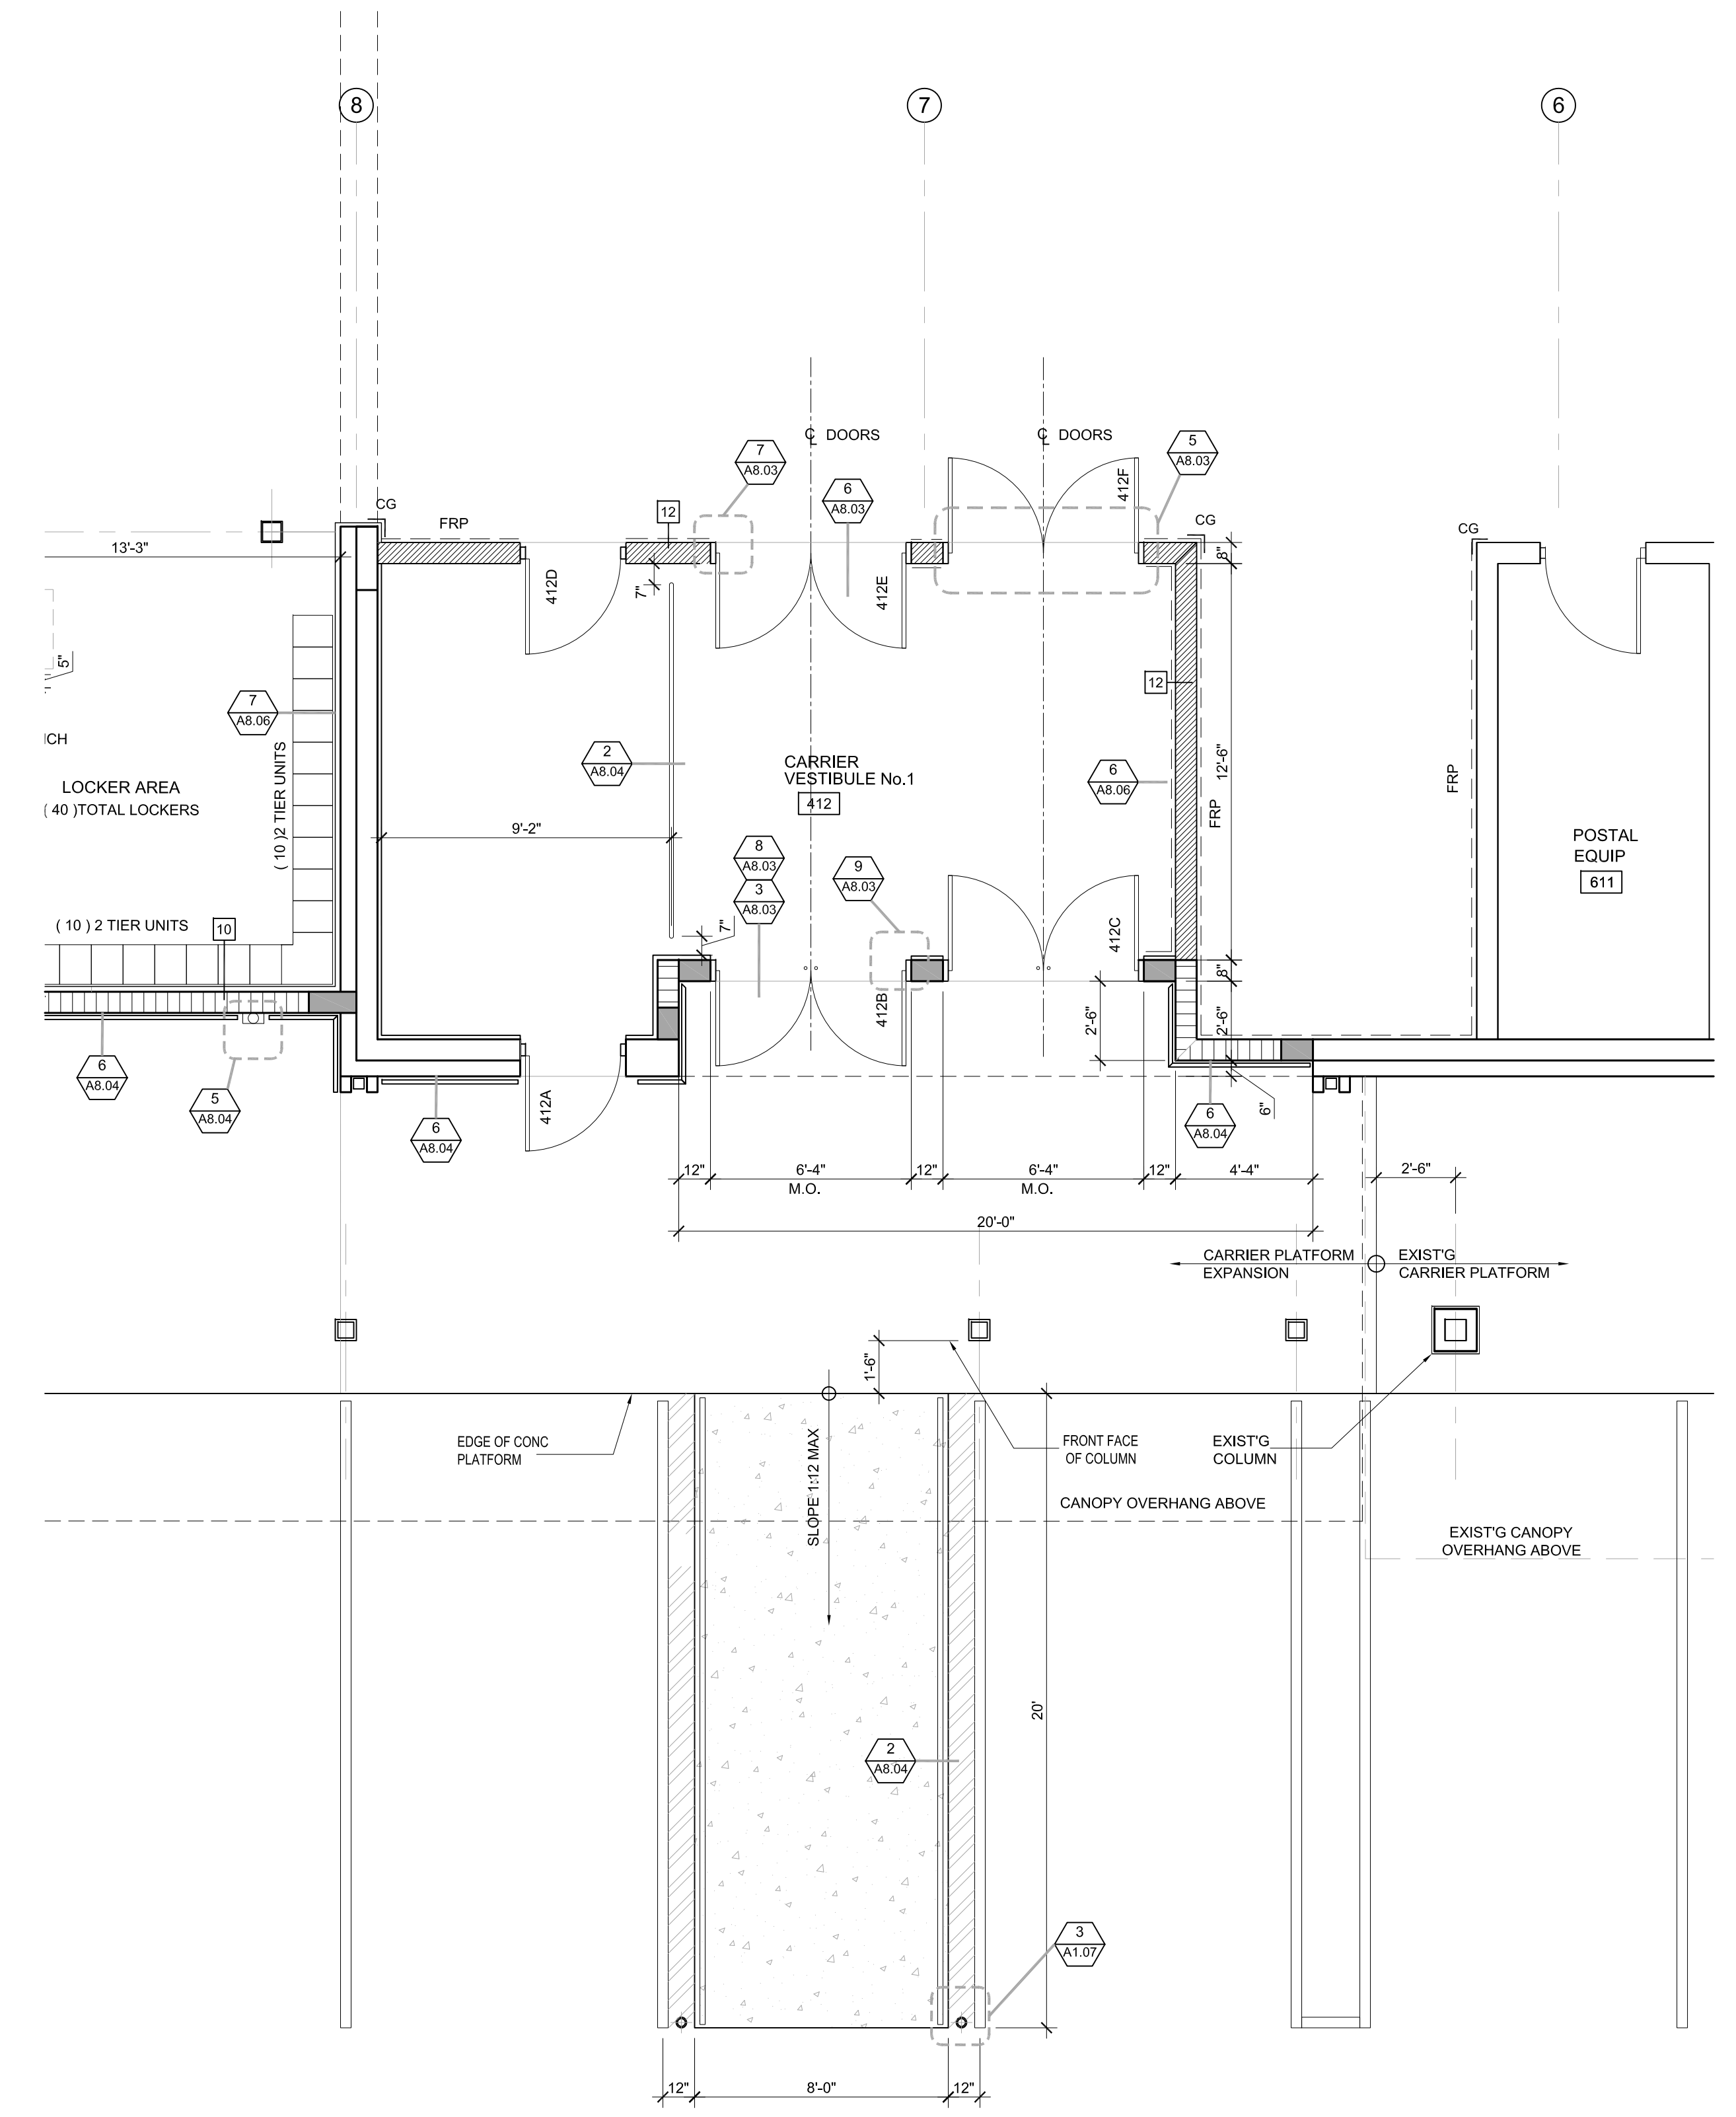 8
7
6
℄ DOORS
℄ DOORS
7
A8.03
6
A8.03
5
A8.03
412F
CG
FRP
12
CG
CG
13'-3"
8"
412D
7"
412E
5"
7
A8.06
12
ICH
2
A8.04
CARRIER
VESTIBULE No.1
412
6
A8.06
12'-6"
FRP
FRP
LOCKER AREA
( 40 )TOTAL LOCKERS
( 10 )2 TIER UNITS
9'-2"
8
A8.03
3
A8.03
9
A8.03
POSTAL
EQUIP
611
( 10 ) 2 TIER UNITS
10
7"
412C
8"
412B
2'-6"
2'-6"
6
A8.04
5
A8.04
412A
6
A8.04
6
A8.04
6"
12"
6'-4"
M.O.
12"
6'-4"
M.O.
12"
4'-4"
2'-6"
20'-0"
CARRIER PLATFORM
EXPANSION
EXIST'G
CARRIER PLATFORM
1'-6"
EDGE OF CONC
PLATFORM
SLOPE 1:12 MAX
FRONT FACE
OF COLUMN
EXIST'G
COLUMN
CANOPY OVERHANG ABOVE
EXIST'G CANOPY
OVERHANG ABOVE
20'
2
A8.04
3
A1.07
12"
8'-0"
12"